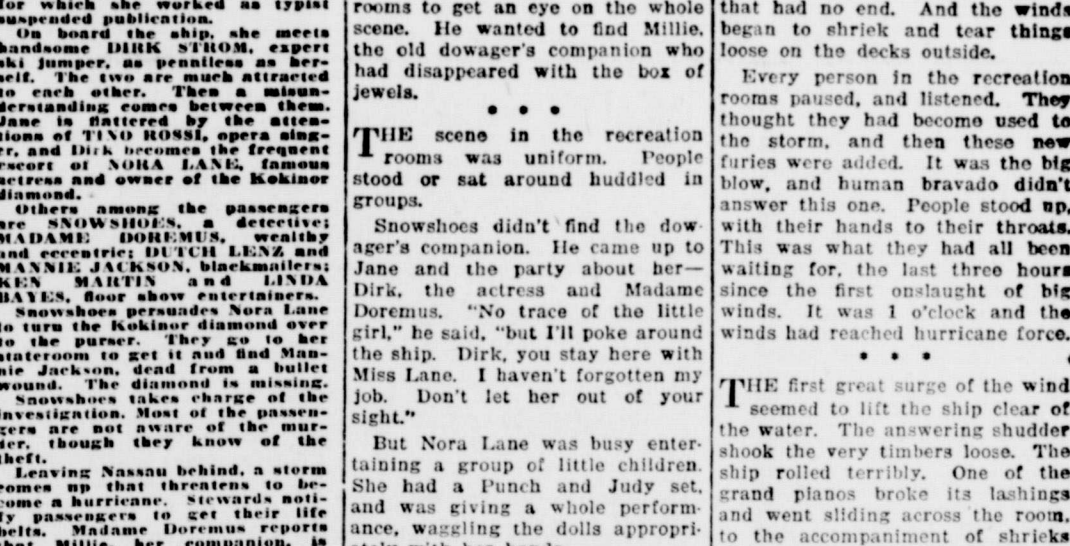 for which she worked as typist
suspended publication.
On board the ship, she meets
handsome DIRK STROM, expert
ski jumper, as penniless as her-
self. The two are much attracted
to each other. Then a misun-
derstanding comes between them.
Jane is flattered by the atten-
tions of TINO ROSSI, opera sing-
er, and Dirk becomes the frequent
escort of NORA LANE, famous
actress and owner of the Kokinor
diamond.
Others among the passengers
are SNOWSHOES, a detective;
MADAME DOREMUS, wealthy
and eccentric; DUTCH LENZ and
MANNIE JACKSON, blackmailers;
KEN MARTIN and LINDA
BAYES, floor show entertainers.
Snowshoes persuades Nora Lane
to turn the Kokinor diamond over
to the purser. They go to her
stateroom to get it and find Man-
nie Jackson, dead from a bullet
wound. The diamond is missing.
Snowshoes takes charge of the
investigation. Most of the passen-
gers are not aware of the mur-
der, though they know of the
theft.
Leaving Nassau behind, a storm
comes up that threatens to be-
come a hurricane. Stewards noti-
fy passengers to get their life
belts. Madame Doremus reports
that Millie, her companion, is
rooms to get an eye on the whole
scene. He wanted to find Millie,
the old dowager's companion who
had disappeared with the box of
jewels.
* * *
THE scene in the recreation
rooms was uniform. People
stood or sat around huddled in
groups.
Snowshoes didn't find the dow-
ager's companion. He came up to
Jane and the party about her—
Dirk, the actress and Madame
Doremus. "No trace of the little
girl," he said, "but I'll poke around
the ship. Dirk, you stay here with
Miss Lane. I haven't forgotten my
job. Don't let her out of your
sight."
But Nora Lane was busy enter-
taining a group of little children.
She had a Punch and Judy set,
and was giving a whole perform-
ance, waggling the dolls appropri-
that had no end. And the winds
began to shriek and tear things
loose on the decks outside.
Every person in the recreation
rooms paused, and listened. They
thought they had become used to
the storm, and then these new
furies were added. It was the big
blow, and human bravado didn't
answer this one. People stood up,
with their hands to their throats.
This was what they had all been
waiting for, the last three hours
since the first onslaught of big
winds. It was 1 o'clock and the
winds had reached hurricane force.
* * *
THE first great surge of the wind
seemed to lift the ship clear of
the water. The answering shudder
shook the very timbers loose. The
ship rolled terribly. One of the
grand pianos broke its lashings
and went sliding across the room,
to the accompaniment of shrieks